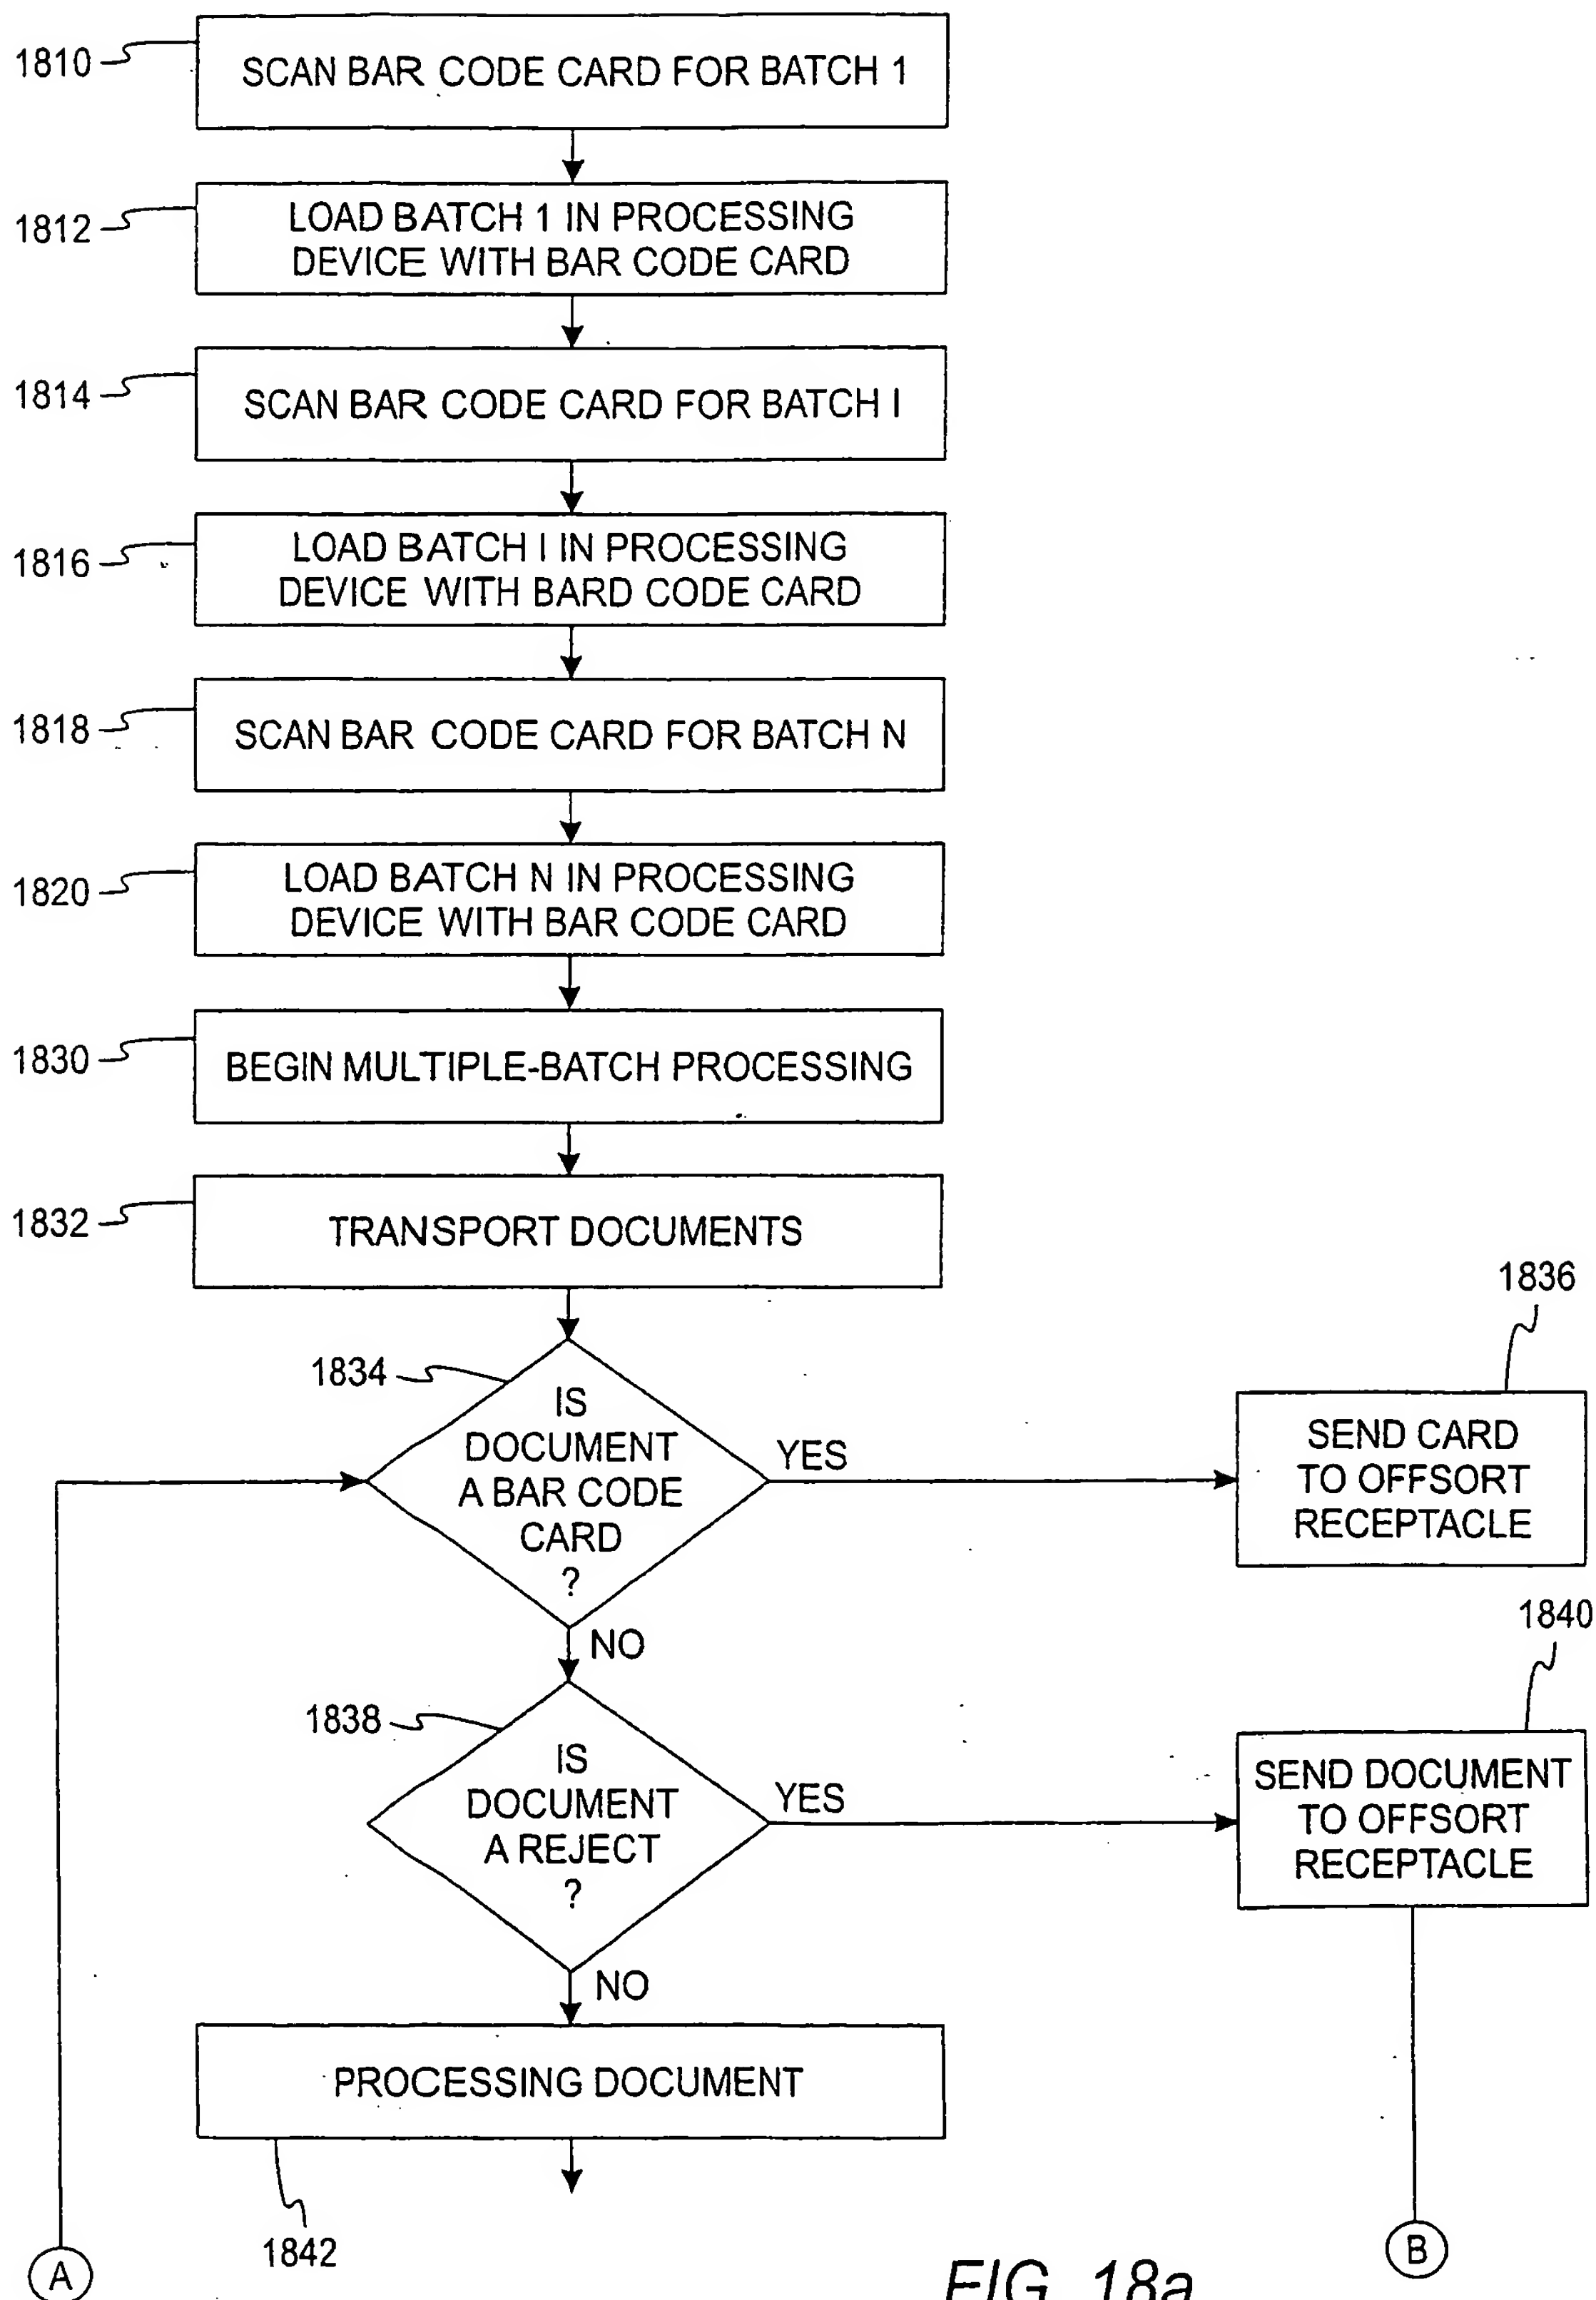 1810
SCAN BAR CODE CARD FOR BATCH 1
1812
LOAD BATCH 1 IN PROCESSING
DEVICE WITH BAR CODE CARD
1814
SCAN BAR CODE CARD FOR BATCH I
1816
LOAD BATCH I IN PROCESSING
DEVICE WITH BARD CODE CARD
1818
SCAN BAR CODE CARD FOR BATCH N
1820
LOAD BATCH N IN PROCESSING
DEVICE WITH BAR CODE CARD
1830
BEGIN MULTIPLE-BATCH PROCESSING
1832
TRANSPORT DOCUMENTS
1834
IS
DOCUMENT
A BAR CODE
CARD
?
YES
1836
SEND CARD
TO OFFSORT
RECEPTACLE
NO
1838
IS
DOCUMENT
A REJECT
?
YES
1840
SEND DOCUMENT
TO OFFSORT
RECEPTACLE
NO
PROCESSING DOCUMENT
1842
A
B
FIG. 18a